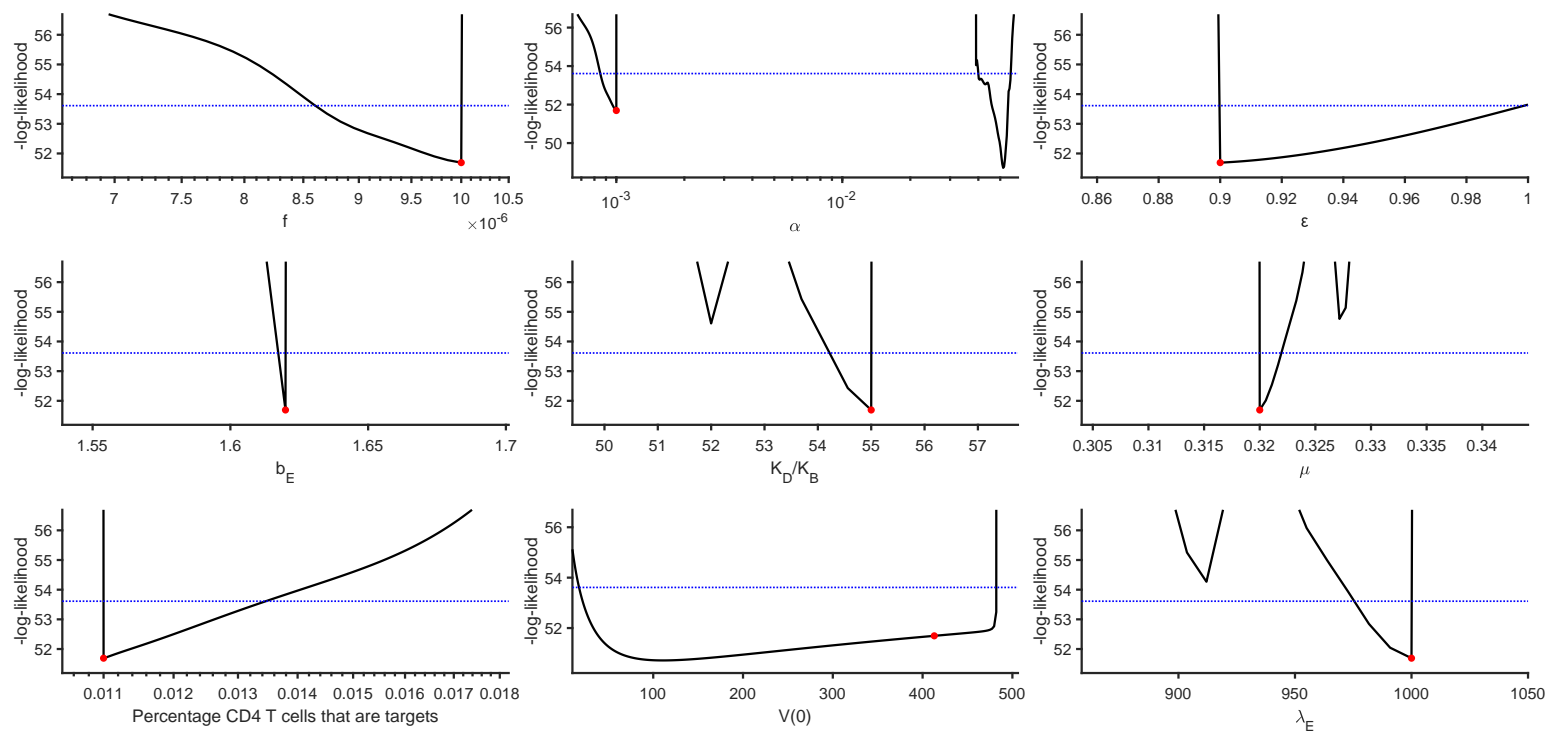 -log-likelihood
56
55
54
53
52
7 7.5 8 8.5 9 9.5 10 10.5
×10-6
f
-log-likelihood
56
54
52
50
10-3 10-2
α
-log-likelihood
56
55
54
53
52
0.86 0.88 0.9 0.92 0.94 0.96 0.98 1
ε
-log-likelihood
56
55
54
53
52
1.55 1.6 1.65 1.7
bE
-log-likelihood
56
55
54
53
52
50 51 52 53 54 55 56 57
KD/KB
-log-likelihood
56
55
54
53
52
0.305 0.31 0.315 0.32 0.325 0.33 0.335 0.34
μ
-log-likelihood
56
55
54
53
52
0.011 0.012 0.013 0.014 0.015 0.016 0.017 0.018
Percentage CD4 T cells that are targets
-log-likelihood
56
54
52
100 200 300 400 500
V(0)
-log-likelihood
56
55
54
53
52
900 950 1000 1050
λE